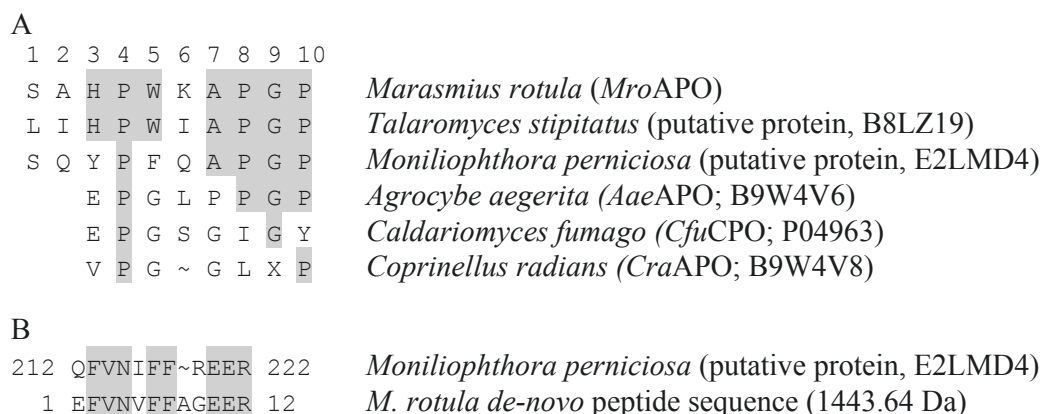 A
1 2 3 4 5 6 7 8 9 10
S A H P W K A P G P Marasmius rotula (MroAPO)
L I H P W I A P G P Talaromyces stipitatus (putative protein, B8LZ19)
S Q Y P F Q A P G P Moniliophthora perniciosa (putative protein, E2LMD4)
E P G L P P G P Agrocybe aegerita (AaeAPO; B9W4V6)
E P G S G I G Y Caldariomyces fumago (CfuCPO; P04963)
V P G ~ G L X P Coprinellus radians (CraAPO; B9W4V8)
B
212 QFVNIFF~REER 222 Moniliophthora perniciosa (putative protein, E2LMD4)
1 EFVNVFFAGEER 12 M. rotula de-novo peptide sequence (1443.64 Da)